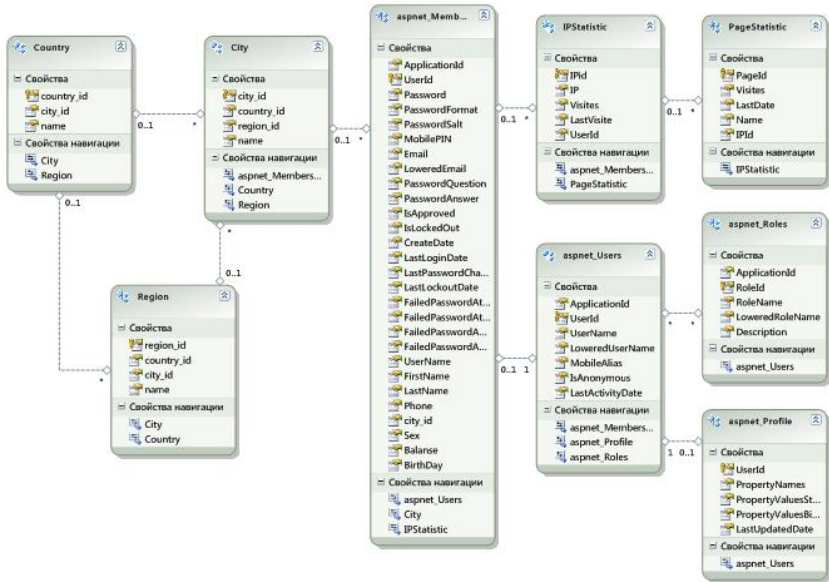 Country
Свойства
country_id
city_id
name
Свойства навигации
City
Region
0..1
*
0..1
City
Свойства
city_id
country_id
region_id
name
Свойства навигации
aspnet_Members...
Country
Region
0..1
*
*
0..1
Region
Свойства
region_id
country_id
city_id
name
Свойства навигации
City
Country
*
aspnet_Memb...
Свойства
ApplicationId
UserId
Password
PasswordFormat
PasswordSalt
MobilePIN
Email
LoweredEmail
PasswordQuestion
PasswordAnswer
IsApproved
IsLockedOut
CreateDate
LastLoginDate
LastPasswordCha...
LastLockoutDate
FailedPasswordAt...
FailedPasswordAt...
FailedPasswordA...
FailedPasswordA...
UserName
FirstName
LastName
Phone
city_id
Sex
Balanse
BirthDay
Свойства навигации
aspnet_Users
City
IPStatistic
0..1
*
0..1
1
IPStatistic
Свойства
IPid
IP
Visites
LastVisite
UserId
Свойства навигации
aspnet_Members...
PageStatistic
0..1
*
PageStatistic
Свойства
PageId
Visites
LastDate
Name
IPId
Свойства навигации
IPStatistic
aspnet_Users
Свойства
ApplicationId
UserId
UserName
LoweredUserName
MobileAlias
IsAnonymous
LastActivityDate
Свойства навигации
aspnet_Members...
aspnet_Profile
aspnet_Roles
*
*
1
0..1
aspnet_Roles
Свойства
ApplicationId
RoleId
RoleName
LoweredRoleName
Description
Свойства навигации
aspnet_Users
aspnet_Profile
Свойства
UserId
PropertyNames
PropertyValuesSt...
PropertyValuesBi...
LastUpdatedDate
Свойства навигации
aspnet_Users